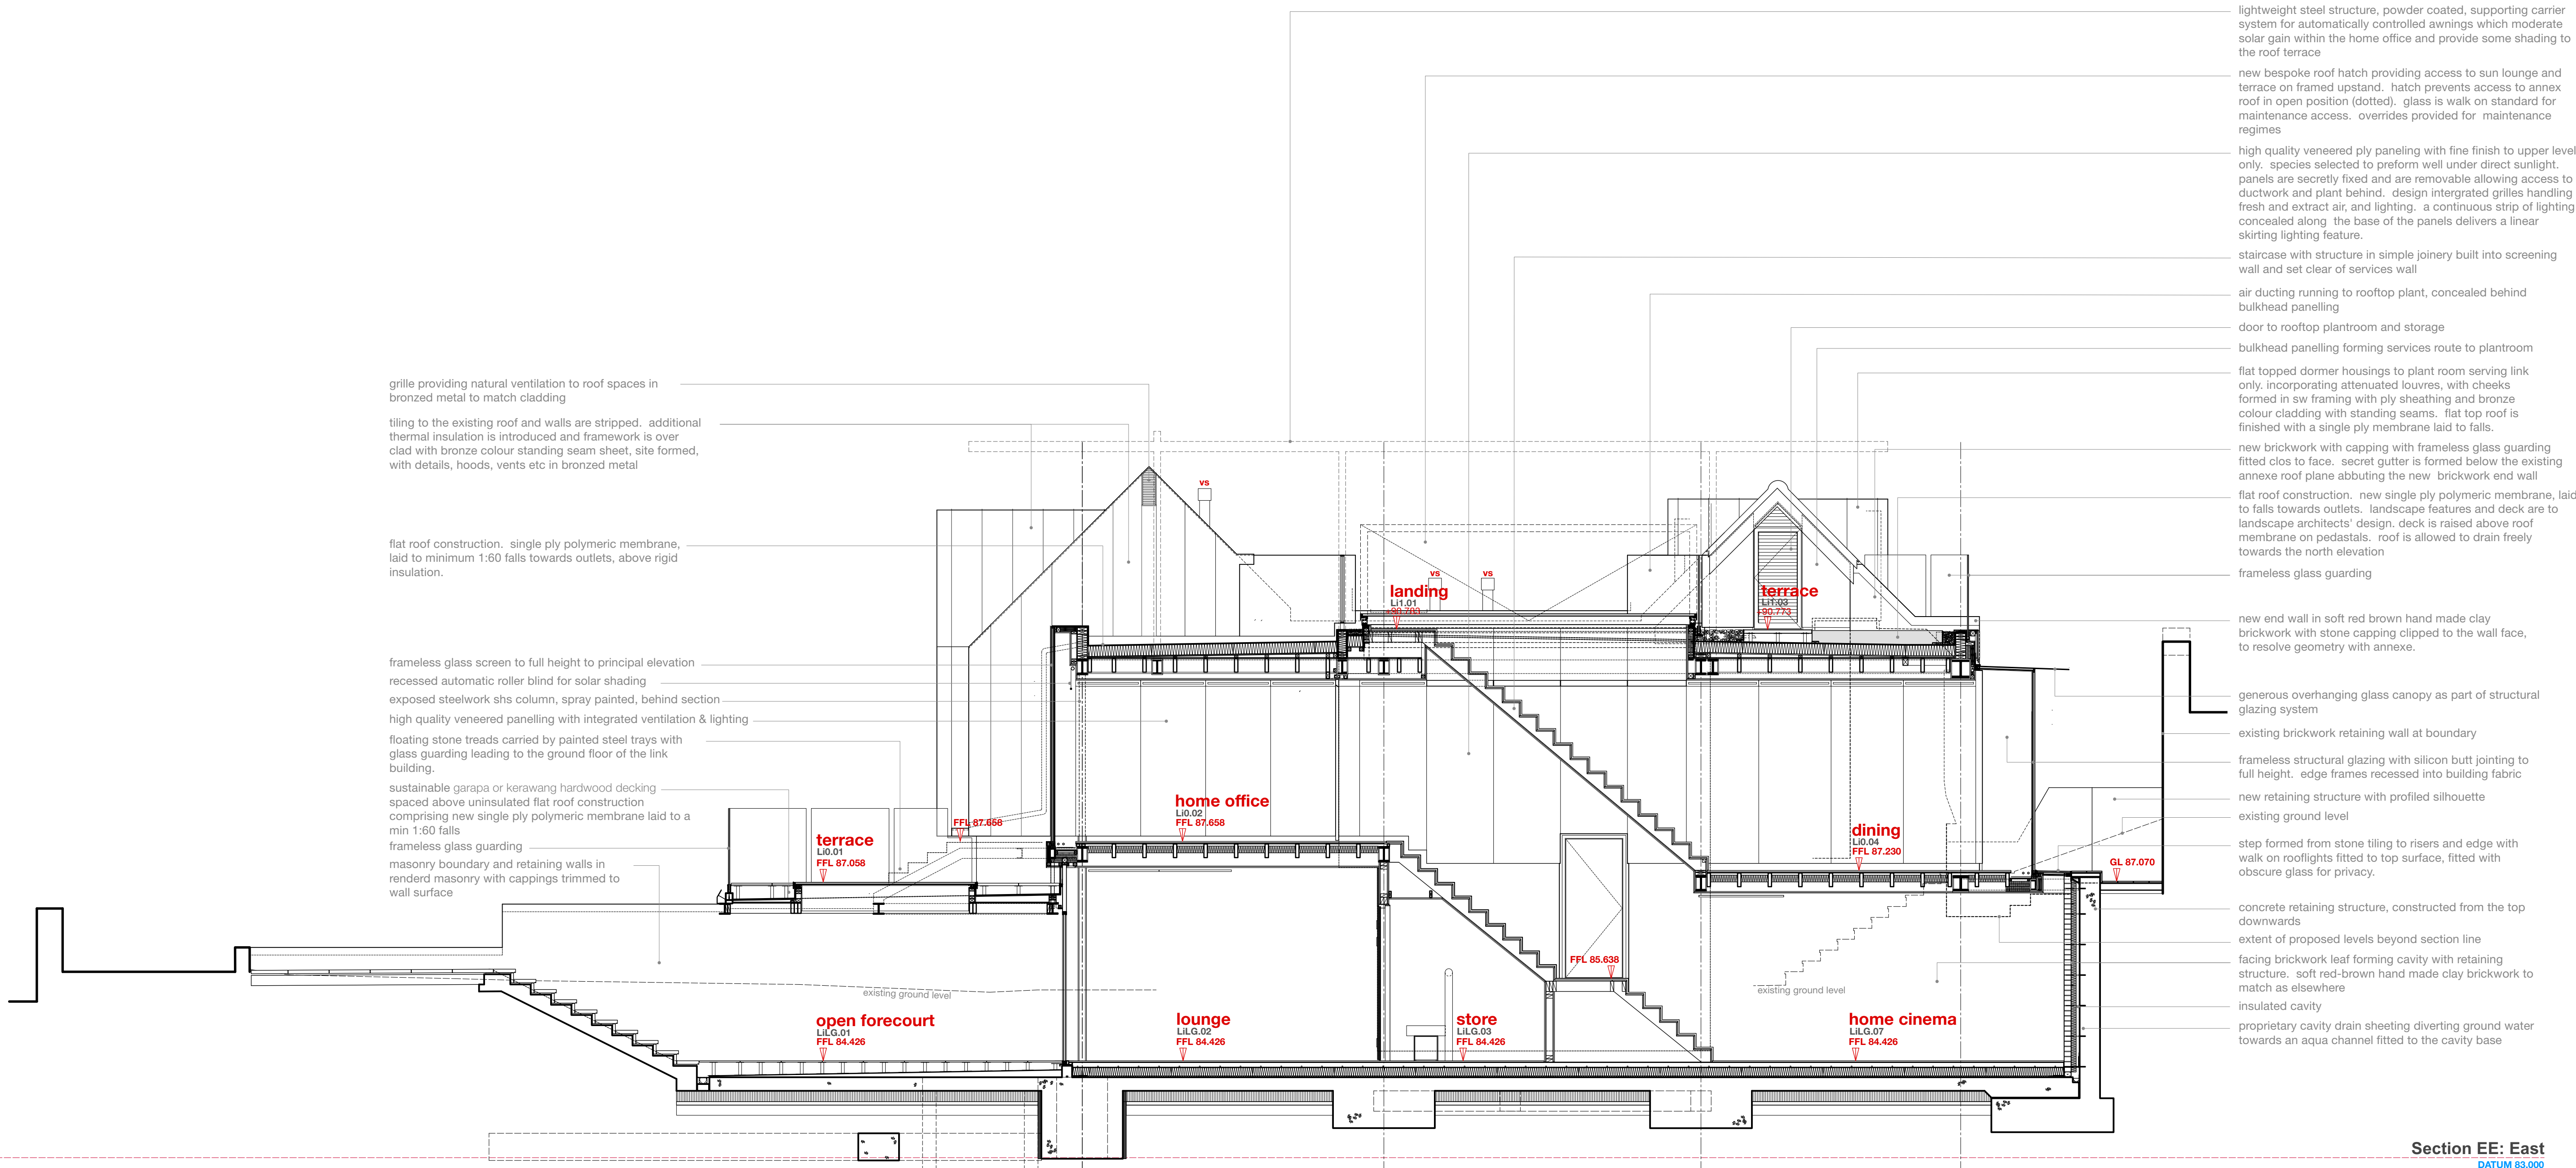 lightweight steel structure, powder coated, supporting carrier
system for automatically controlled awnings which moderate
solar gain within the home office and provide some shading to
the roof terrace
new bespoke roof hatch providing access to sun lounge and
terrace on framed upstand. hatch prevents access to annex
roof in open position (dotted). glass is walk on standard for
maintenance access. overrides provided for maintenance
regimes
high quality veneered ply paneling with fine finish to upper level
only. species selected to preform well under direct sunlight.
panels are secretly fixed and are removable allowing access to
ductwork and plant behind. design intergrated grilles handling
fresh and extract air, and lighting. a continuous strip of lighting
concealed along the base of the panels delivers a linear
skirting lighting feature.
staircase with structure in simple joinery built into screening
wall and set clear of services wall
air ducting running to rooftop plant, concealed behind
bulkhead panelling
door to rooftop plantroom and storage
bulkhead panelling forming services route to plantroom
flat topped dormer housings to plant room serving link
only. incorporating attenuated louvres, with cheeks
formed in sw framing with ply sheathing and bronze
colour cladding with standing seams. flat top roof is
finished with a single ply membrane laid to falls.
new brickwork with capping with frameless glass guarding
fitted clos to face. secret gutter is formed below the existing
annexe roof plane abbuting the new brickwork end wall
flat roof construction. new single ply polymeric membrane, laid
to falls towards outlets. landscape features and deck are to
landscape architects' design. deck is raised above roof
membrane on pedastals. roof is allowed to drain freely
towards the north elevation
frameless glass guarding
new end wall in soft red brown hand made clay
brickwork with stone capping clipped to the wall face,
to resolve geometry with annexe.
generous overhanging glass canopy as part of structural
glazing system
existing brickwork retaining wall at boundary
frameless structural glazing with silicon butt jointing to
full height. edge frames recessed into building fabric
new retaining structure with profiled silhouette
existing ground level
step formed from stone tiling to risers and edge with
walk on rooflights fitted to top surface, fitted with
obscure glass for privacy.
concrete retaining structure, constructed from the top
downwards
extent of proposed levels beyond section line
facing brickwork leaf forming cavity with retaining
structure. soft red-brown hand made clay brickwork to
match as elsewhere
insulated cavity
proprietary cavity drain sheeting diverting ground water
towards an aqua channel fitted to the cavity base
grille providing natural ventilation to roof spaces in
bronzed metal to match cladding
tiling to the existing roof and walls are stripped. additional
thermal insulation is introduced and framework is over
clad with bronze colour standing seam sheet, site formed,
with details, hoods, vents etc in bronzed metal
flat roof construction. single ply polymeric membrane,
laid to minimum 1:60 falls towards outlets, above rigid
insulation.
frameless glass screen to full height to principal elevation
recessed automatic roller blind for solar shading
exposed steelwork shs column, spray painted, behind section
high quality veneered panelling with integrated ventilation & lighting
floating stone treads carried by painted steel trays with
glass guarding leading to the ground floor of the link
building.
sustainable garapa or kerawang hardwood decking
spaced above uninsulated flat roof construction
comprising new single ply polymeric membrane laid to a
min 1:60 falls
frameless glass guarding
masonry boundary and retaining walls in
renderd masonry with cappings trimmed to
wall surface
vs
vs
vs
landing
Li1.01
terrace
Li1.03
90.773
home office
Li0.02
FFL 87.658
FFL 87.658
terrace
Li0.01
FFL 87.058
dining
Li0.04
FFL 87.230
GL 87.070
FFL 85.638
existing ground level
existing ground level
open forecourt
LiLG.01
FFL 84.426
lounge
LiLG.02
FFL 84.426
store
LiLG.03
FFL 84.426
home cinema
LiLG.07
FFL 84.426
Section EE: East
DATUM 83.000